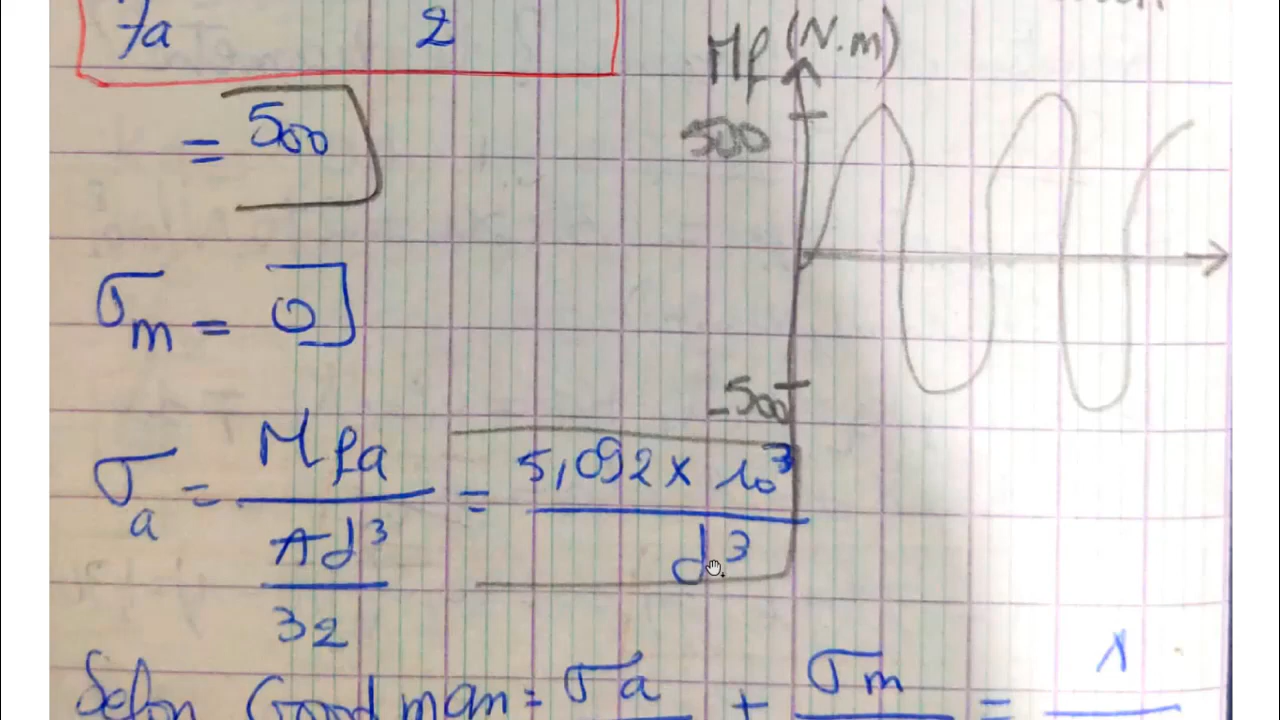 fa 2
Mf (N.m)
500
= 500
σm = 0
-500
σa = Mfa / (πd³ / 32) = 5,092 x 10³ / d³
Selon Goodman = σa + σm = 1